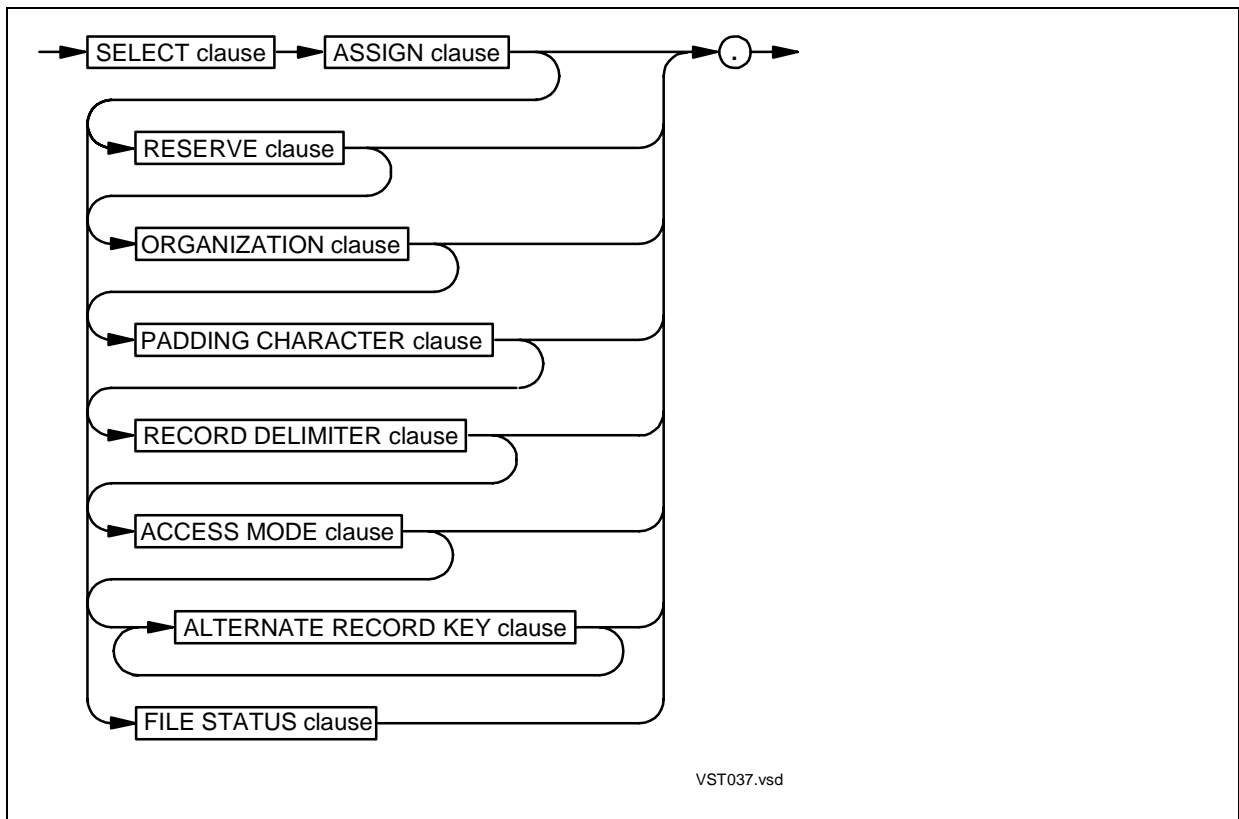 SELECT clause ASSIGN clause .
RESERVE clause
ORGANIZATION clause
PADDING CHARACTER clause
RECORD DELIMITER clause
ACCESS MODE clause
ALTERNATE RECORD KEY clause
FILE STATUS clause
VST037.vsd